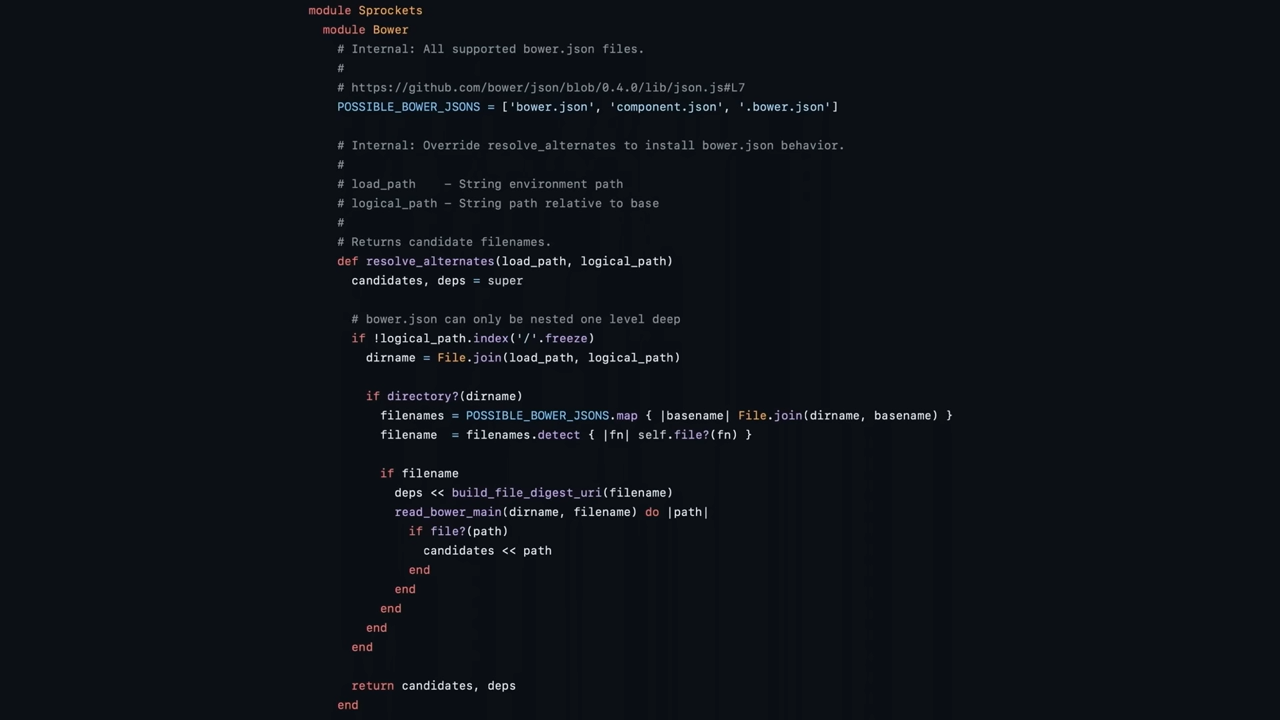 module Sprockets
module Bower
# Internal: All supported bower.json files.
#
# https://github.com/bower/json/blob/0.4.0/lib/json.js#L7
POSSIBLE_BOWER_JSONS = ['bower.json', 'component.json', '.bower.json']
# Internal: Override resolve_alternates to install bower.json behavior.
#
# load_path    – String environment path
# logical_path – String path relative to base
#
# Returns candidate filenames.
def resolve_alternates(load_path, logical_path)
candidates, deps = super
# bower.json can only be nested one level deep
if !logical_path.index('/'.freeze)
dirname = File.join(load_path, logical_path)
if directory?(dirname)
filenames = POSSIBLE_BOWER_JSONS.map { |basename| File.join(dirname, basename) }
filename  = filenames.detect { |fn| self.file?(fn) }
if filename
deps << build_file_digest_uri(filename)
read_bower_main(dirname, filename) do |path|
if file?(path)
candidates << path
end
end
end
end
end
return candidates, deps
end